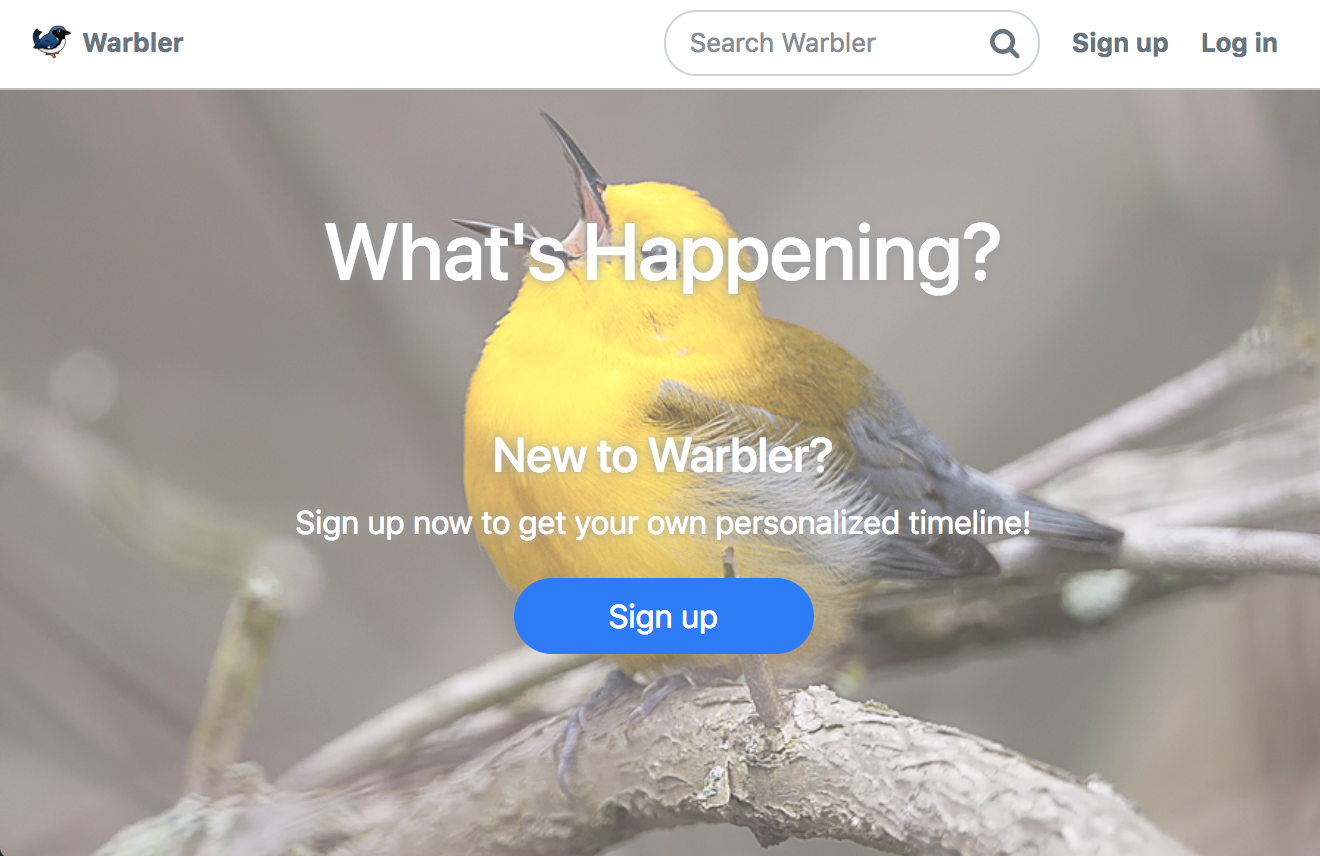 Warbler
Search Warbler
Sign up
Log in
What's Happening?
New to Warbler?
Sign up now to get your own personalized timeline!
Sign up